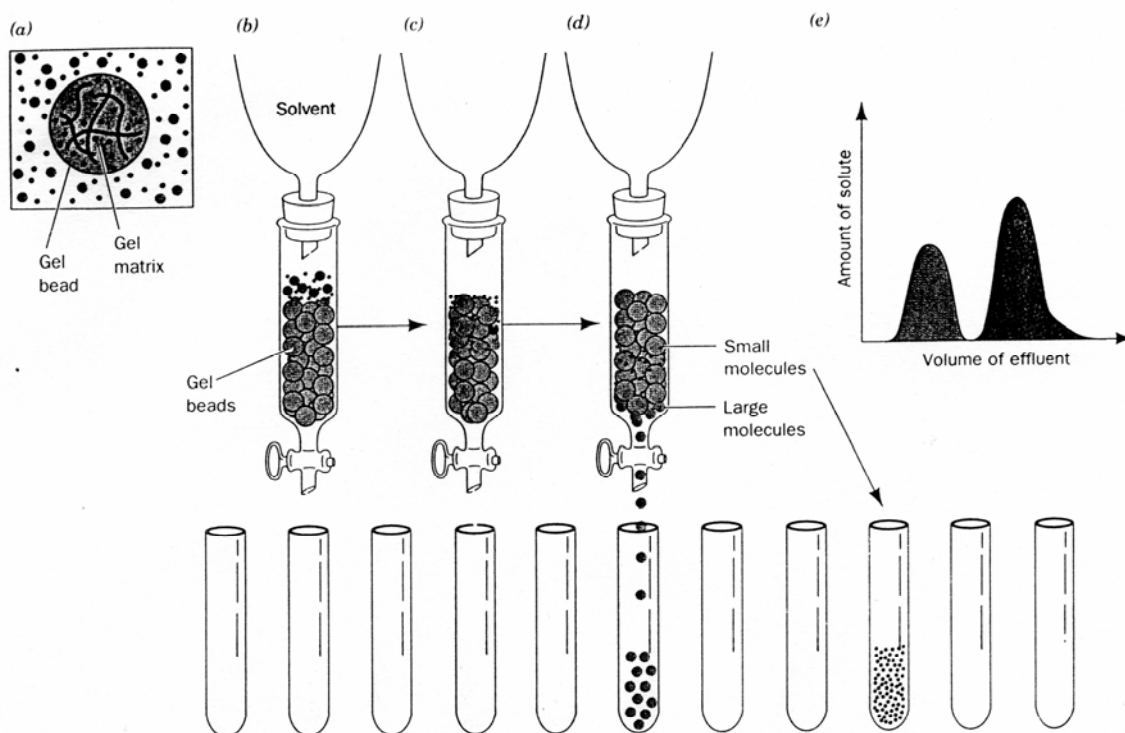 (a)
(b)
(c)
(d)
(e)
Solvent
Gel
bead
Gel
matrix
Gel
beads
Small
molecules
Large
molecules
Amount of solute
Volume of effluent